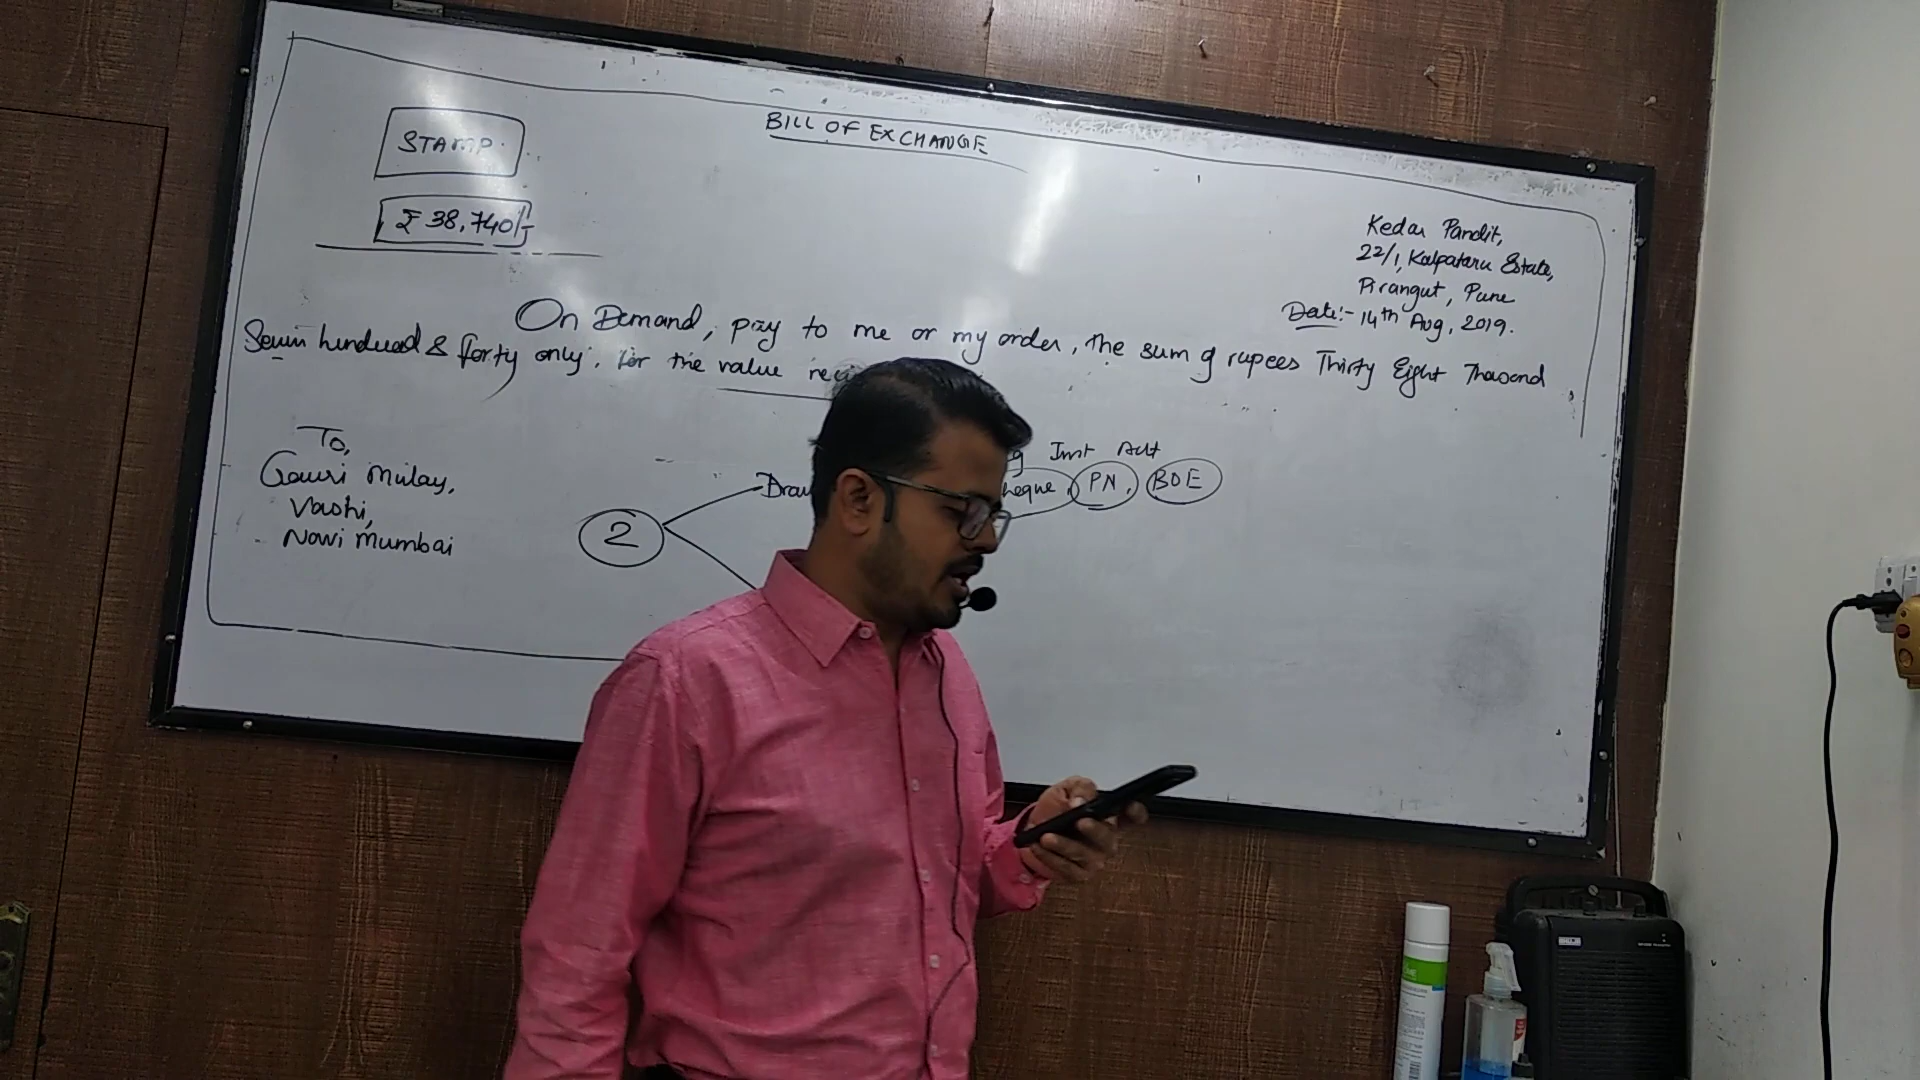 BILL OF EXCHANGE
STAMP
₹ 38,740/-
Kedar Pandit,
22/1, Kalpataru Estate,
Pirangut, Pune
Date:- 14th Aug, 2019.
On Demand, pay to me or my order, the sum of rupees Thirty Eight Thousand
Seven hundred & forty only, for the value
To,
Gauri Mulay,
Vashi,
Navi Mumbai
Inst Act
2
PN, BOE